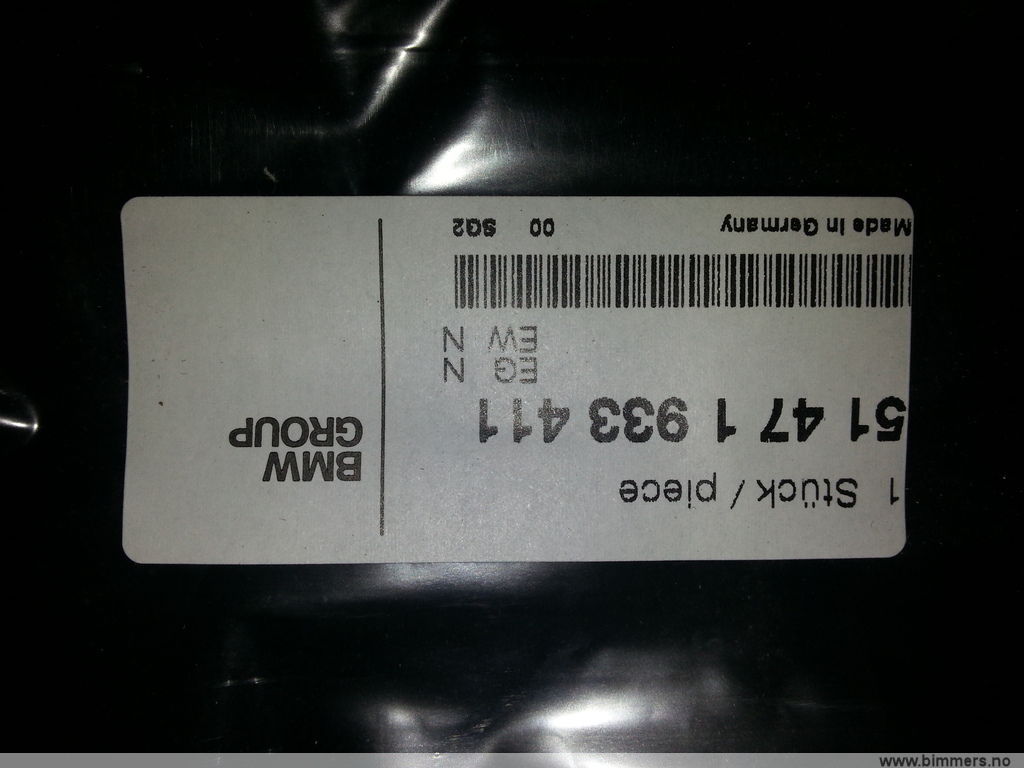 1 Stück / piece
51 47 1 933 411
EG N
EW N
Made in Germany 00 SG2
BMW
GROUP
www.bimmers.no